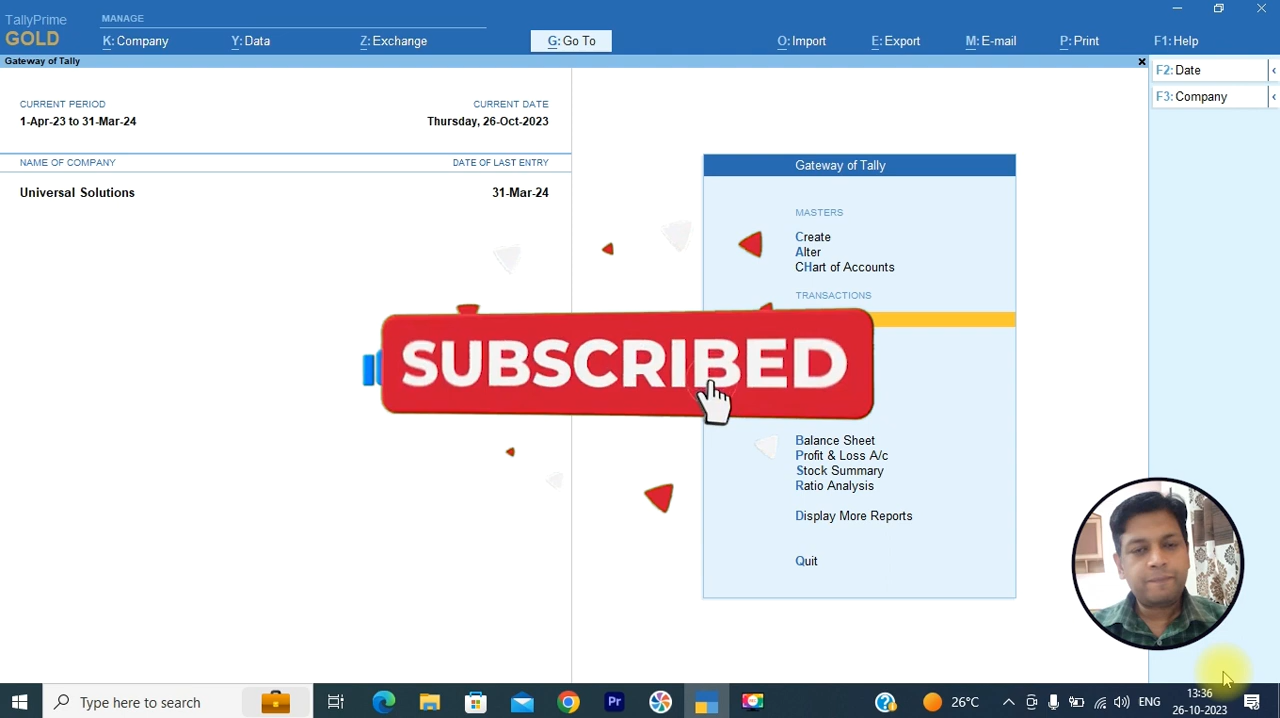 TallyPrime
GOLD
MANAGE
K: Company
Y: Data
Z: Exchange
G: Go To
O: Import
E: Export
M: E-mail
P: Print
F1: Help
Gateway of Tally
F2: Date
F3: Company
CURRENT PERIOD
CURRENT DATE
1-Apr-23 to 31-Mar-24
Thursday, 26-Oct-2023
NAME OF COMPANY
DATE OF LAST ENTRY
Universal Solutions
31-Mar-24
Gateway of Tally
MASTERS
Create
Alter
CHart of Accounts
TRANSACTIONS
SUBSCRIBED
Balance Sheet
Profit & Loss A/c
Stock Summary
Ratio Analysis
Display More Reports
Quit
Type here to search
Pr
26°C
ENG
13:36
26-10-2023